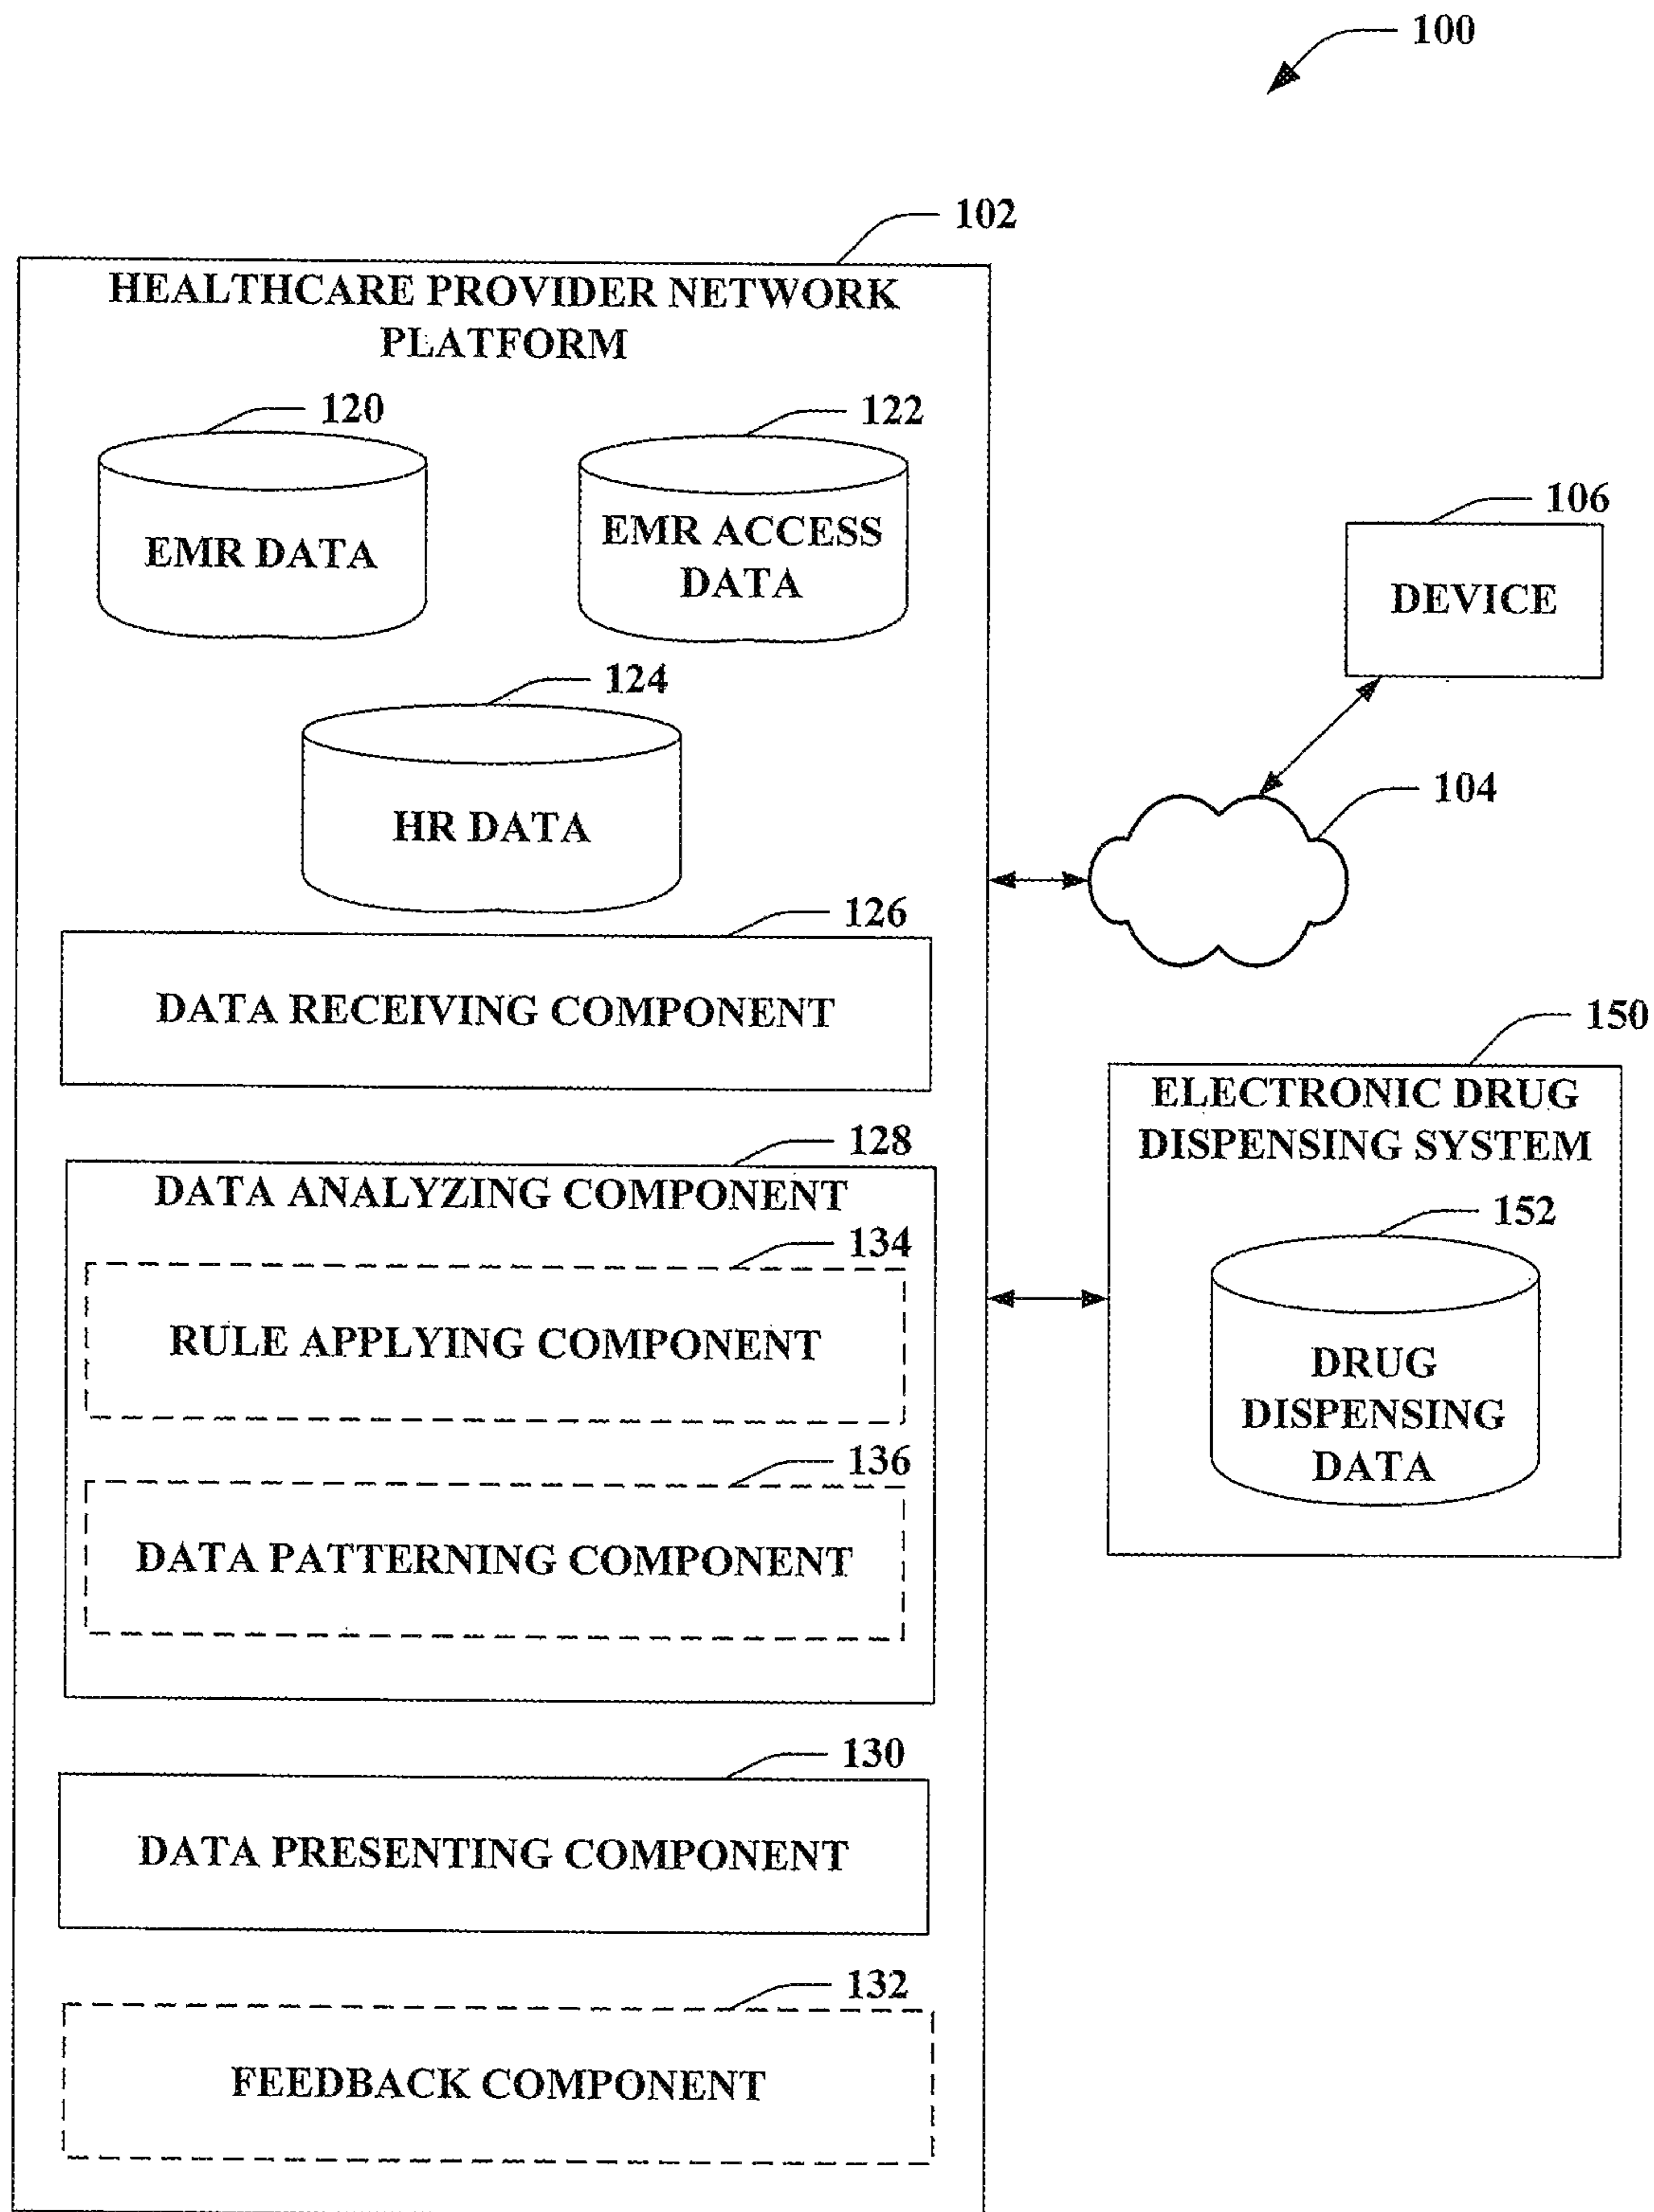 100
102
HEALTHCARE PROVIDER NETWORK
PLATFORM
120
122
EMR DATA
EMR ACCESS
DATA
124
HR DATA
126
DATA RECEIVING COMPONENT
128
DATA ANALYZING COMPONENT
134
RULE APPLYING COMPONENT
136
DATA PATTERNING COMPONENT
130
DATA PRESENTING COMPONENT
132
FEEDBACK COMPONENT
106
DEVICE
104
150
ELECTRONIC DRUG
DISPENSING SYSTEM
152
DRUG
DISPENSING
DATA